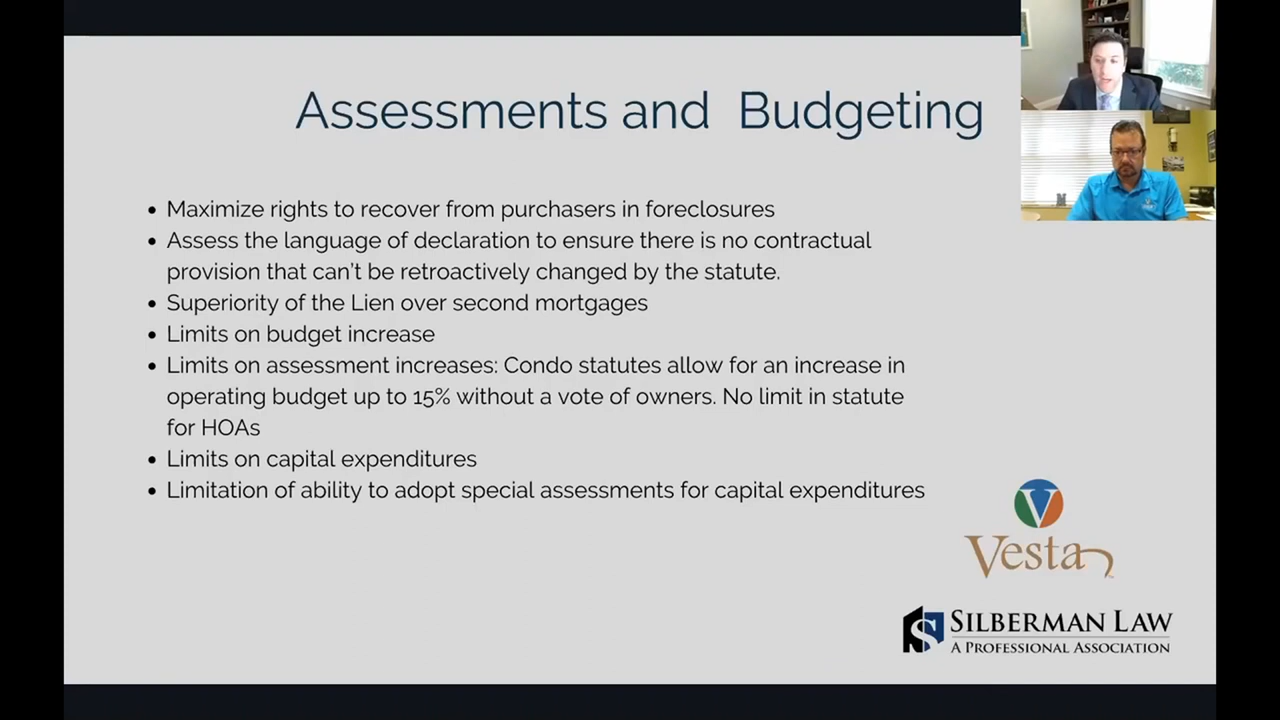 Assessments and Budgeting
• Maximize rights to recover from purchasers in foreclosures
• Assess the language of declaration to ensure there is no contractual
provision that can't be retroactively changed by the statute.
• Superiority of the Lien over second mortgages
• Limits on budget increase
• Limits on assessment increases: Condo statutes allow for an increase in
operating budget up to 15% without a vote of owners. No limit in statute
for HOAs
• Limits on capital expenditures
• Limitation of ability to adopt special assessments for capital expenditures
Vesta
SILBERMAN LAW
A PROFESSIONAL ASSOCIATION